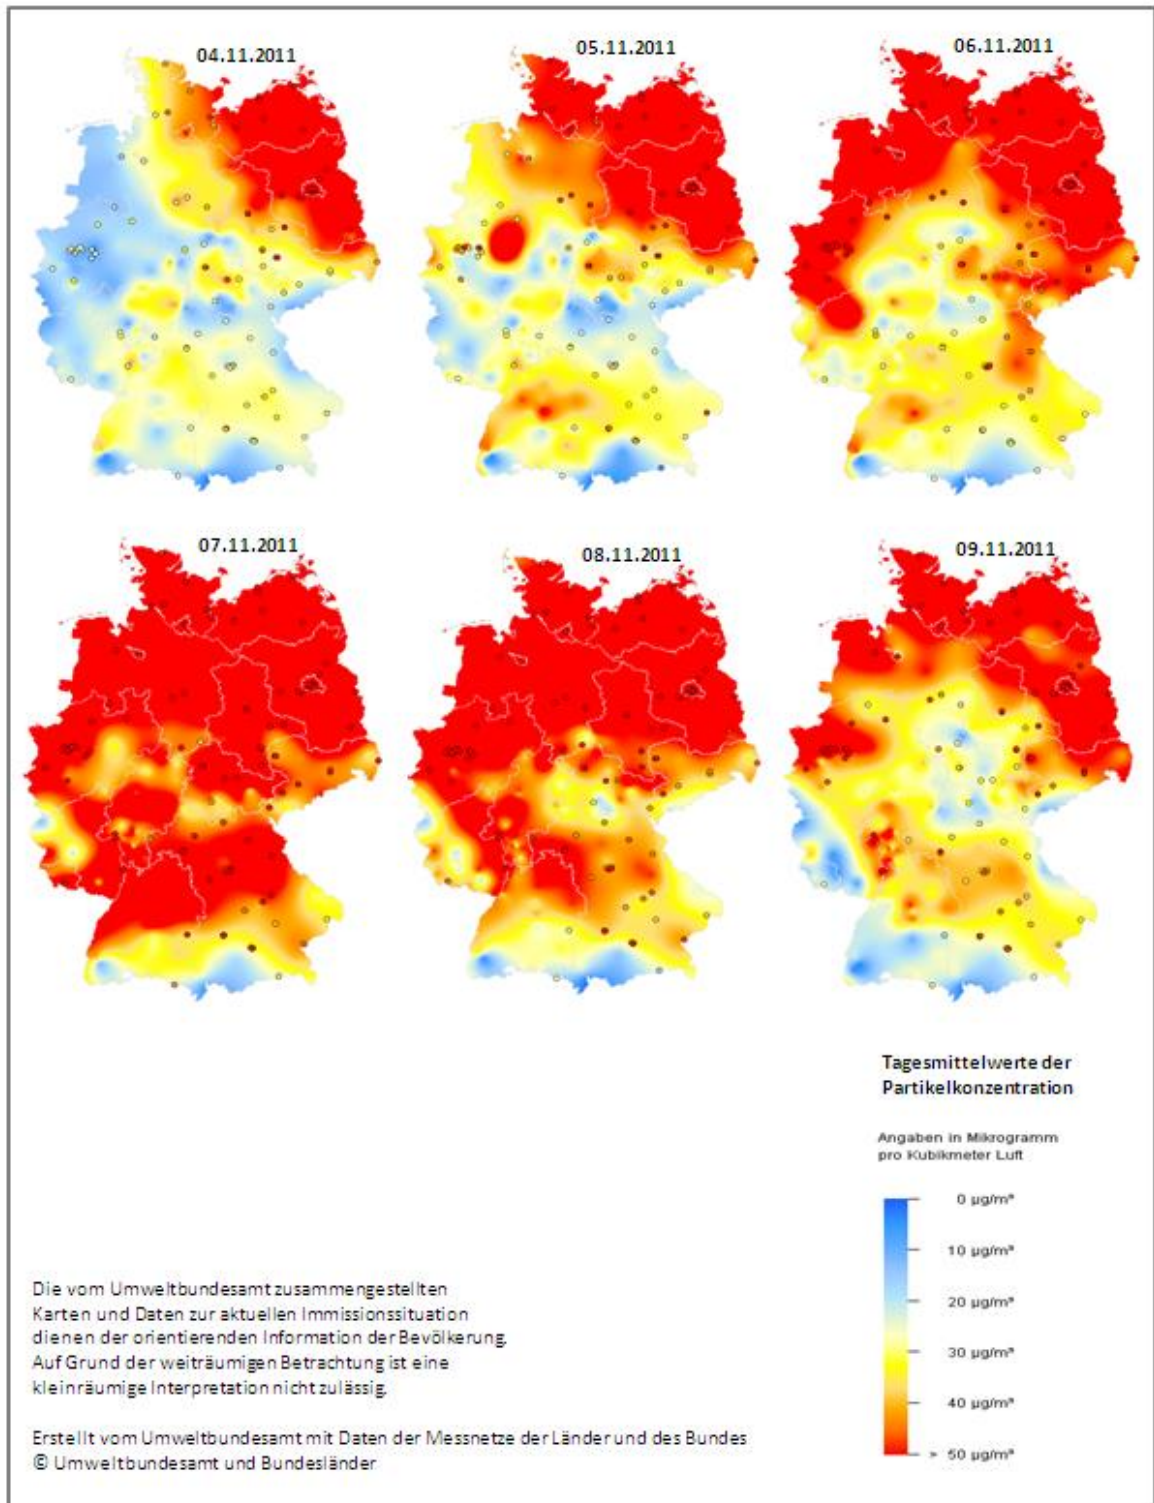 04.11.2011
05.11.2011
06.11.2011
07.11.2011
08.11.2011
09.11.2011
Tagesmittelwerte der
Partikelkonzentration
Angaben in Mikrogramm
pro Kubikmeter Luft
0 µg/m³
10 µg/m³
20 µg/m³
30 µg/m³
40 µg/m³
> 50 µg/m³
Die vom Umweltbundesamt zusammengestellten
Karten und Daten zur aktuellen Immissionssituation
dienen der orientierenden Information der Bevölkerung.
Auf Grund der weiträumigen Betrachtung ist eine
kleinräumige Interpretation nicht zulässig.
Erstellt vom Umweltbundesamt mit Daten der Messnetze der Länder und des Bundes
© Umweltbundesamt und Bundesländer